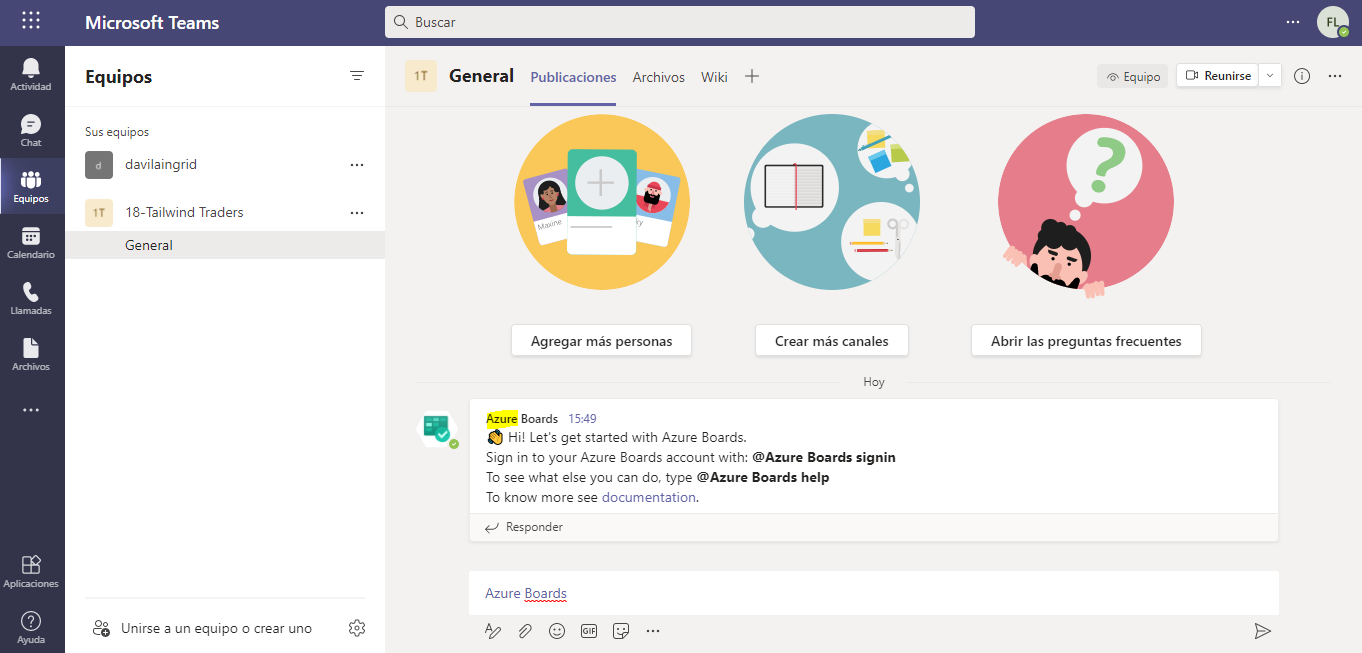 Microsoft Teams
Buscar
FL
Actividad
Chat
Equipos
Calendario
Llamadas
Archivos
Aplicaciones
Ayuda
Equipos
Sus equipos
d
davilaingrid
1T
18-Tailwind Traders
General
Unirse a un equipo o crear uno
1T
General
Publicaciones
Archivos
Wiki
Equipo
Reunirse
Maxine
ky
?
Agregar más personas
Crear más canales
Abrir las preguntas frecuentes
Hoy
Azure Boards 15:49
👏 Hi! Let's get started with Azure Boards.
Sign in to your Azure Boards account with: @Azure Boards signin
To see what else you can do, type @Azure Boards help
To know more see documentation.
Responder
Azure Boards
GIF